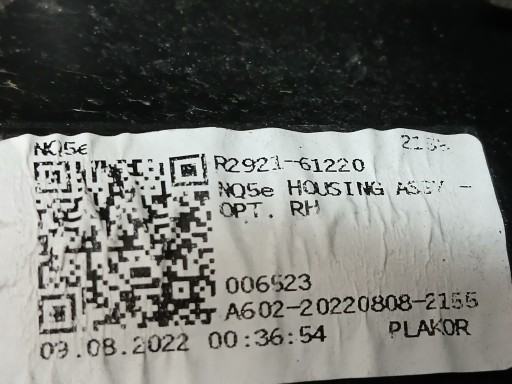 NQ5e
R2921-61220
NQ5e HOUSING ASSY -
OPT. RH
006523
A602-20220808-2155
09.08.2022 00:36:54 PLAKOR